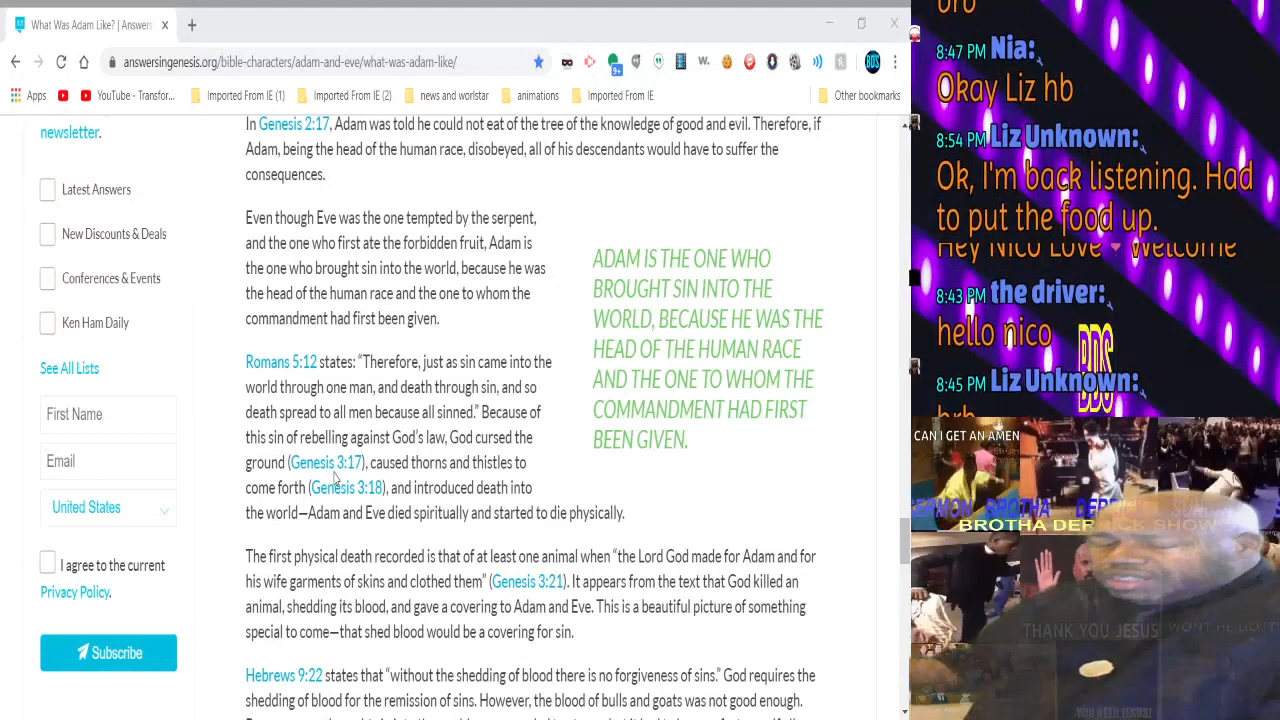 What Was Adam Like? | Answers
answersingenesis.org/bible-characters/adam-and-eve/what-was-adam-like/
9+
W.
BDS
Apps
YouTube - Transfor...
Imported From IE (1)
Imported From IE (2)
news and worlstar
animations
Imported From IE
Other bookmarks
newsletter.
Latest Answers
New Discounts & Deals
Conferences & Events
Ken Ham Daily
See All Lists
First Name
Email
United States
I agree to the current
Privacy Policy.
Subscribe
In Genesis 2:17, Adam was told he could not eat of the tree of the knowledge of good and evil. Therefore, if
Adam, being the head of the human race, disobeyed, all of his descendants would have to suffer the
consequences.
Even though Eve was the one tempted by the serpent,
and the one who first ate the forbidden fruit, Adam is
the one who brought sin into the world, because he was
the head of the human race and the one to whom the
commandment had first been given.
ADAM IS THE ONE WHO
BROUGHT SIN INTO THE
WORLD, BECAUSE HE WAS THE
HEAD OF THE HUMAN RACE
AND THE ONE TO WHOM THE
COMMANDMENT HAD FIRST
BEEN GIVEN.
Romans 5:12 states: “Therefore, just as sin came into the
world through one man, and death through sin, and so
death spread to all men because all sinned.” Because of
this sin of rebelling against God’s law, God cursed the
ground (Genesis 3:17), caused thorns and thistles to
come forth (Genesis 3:18), and introduced death into
the world—Adam and Eve died spiritually and started to die physically.
The first physical death recorded is that of at least one animal when “the Lord God made for Adam and for
his wife garments of skins and clothed them” (Genesis 3:21). It appears from the text that God killed an
animal, shedding its blood, and gave a covering to Adam and Eve. This is a beautiful picture of something
special to come—that shed blood would be a covering for sin.
Hebrews 9:22 states that “without the shedding of blood there is no forgiveness of sins.” God requires the
shedding of blood for the remission of sins. However, the blood of bulls and goats was not good enough.
8:47 PM Nia:
Okay Liz hb
8:54 PM Liz Unknown:
Ok, I'm back listening. Had
to put the food up.
Hey Nico Love Welcome
8:43 PM the driver:
hello nico
BDS
8:45 PM Liz Unknown:
brb
CAN I GET AN AMEN
BROTHA DERRICK SHOW
THANK YOU JESUS
YOU NEED JESUS!